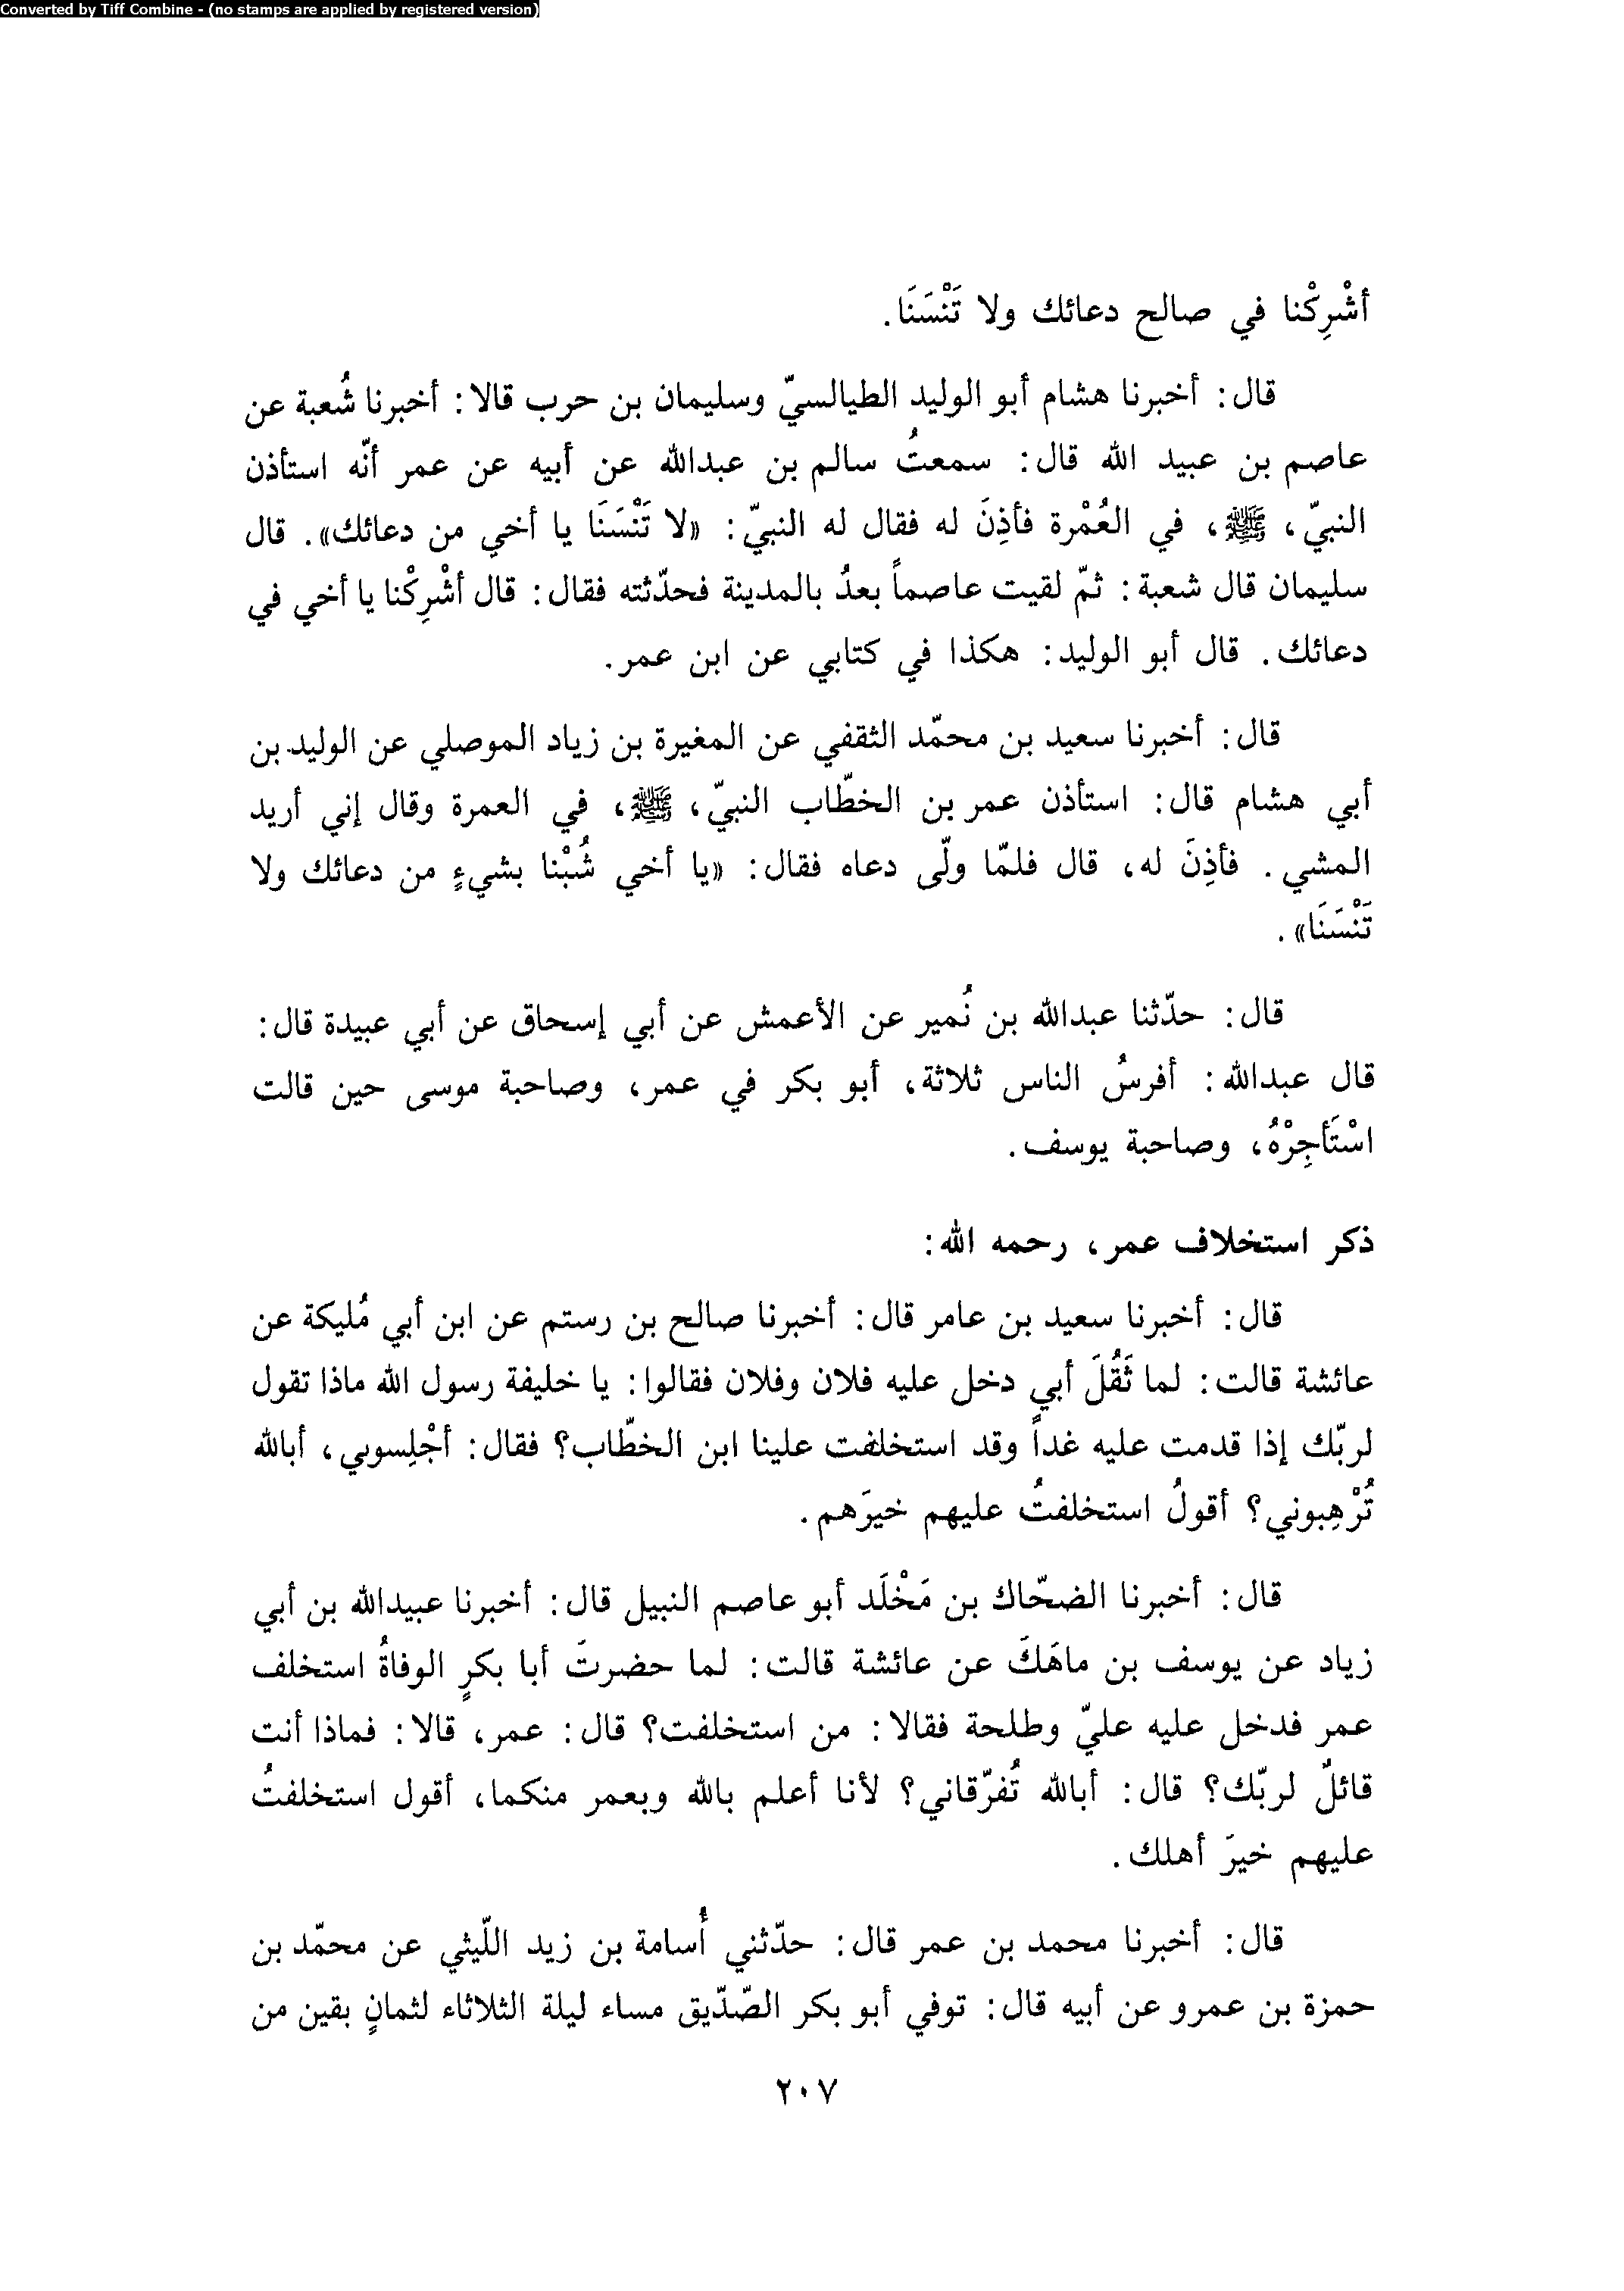 Converted by Tiff Combine - (no stamps are applied by registered version)
أشْرِكْنا في صالح دعائك ولا تَنْسَنَا.
قال: أخبرنا هشام أبو الوليد الطيالسيّ وسليمان بن حرب قالا: أخبرنا شُعبة عن
عاصم بن عبيد الله قال: سمعتُ سالم بن عبدالله عن أبيه عن عمر أنّه استأذن
النبيّ، ﷺ، في العُمْرة فأذِنَ له فقال له النبيّ: «لا تَنْسَنَا يا أخي من دعائك». قال
سليمان قال شعبة: ثمّ لقيت عاصماً بعدُ بالمدينة فحدّثته فقال: قال أشْرِكْنا يا أخي في
دعائك. قال أبو الوليد: هكذا في كتابي عن ابن عمر.
قال: أخبرنا سعيد بن محمّد الثقفي عن المغيرة بن زياد الموصلي عن الوليد بن
أبي هشام قال: استأذن عمر بن الخطّاب النبيّ، ﷺ، في العمرة وقال إني أريد
المشي. فأذِنَ له، قال فلمّا ولّى دعاه فقال: «يا أخي شُبْنا بشيءٍ من دعائك ولا
تَنْسَنَا».
قال: حدّثنا عبدالله بن نُمير عن الأعمش عن أبي إسحاق عن أبي عبيدة قال:
قال عبدالله: أفرسُ الناس ثلاثة، أبو بكر في عمر، وصاحبة موسى حين قالت
اسْتَأجِرْهُ، وصاحبة يوسف.
ذكر استخلاف عمر، رحمه الله:
قال: أخبرنا سعيد بن عامر قال: أخبرنا صالح بن رستم عن ابن أبي مُليكة عن
عائشة قالت: لما ثَقُلَ أبي دخل عليه فلان وفلان فقالوا: يا خليفة رسول الله ماذا تقول
لربّك إذا قدمت عليه غداً وقد استخلفت علينا ابن الخطّاب؟ فقال: أجْلِسوني، أبالله
تُرْهِبوني؟ أقولُ استخلفتُ عليهم خيرَهم.
قال: أخبرنا الضحّاك بن مَخْلَد أبو عاصم النبيل قال: أخبرنا عبيدالله بن أبي
زياد عن يوسف بن ماهَكَ عن عائشة قالت: لما حضرتَ أبا بكرٍ الوفاةُ استخلف
عمر فدخل عليه عليّ وطلحة فقالا: من استخلفت؟ قال: عمر، قالا: فماذا أنت
قائلٌ لربّك؟ قال: أبالله تُفرّقاني؟ لأنا أعلم بالله وبعمر منكما، أقول استخلفتُ
عليهم خيرَ أهلك.
قال: أخبرنا محمد بن عمر قال: حدّثني أُسامة بن زيد اللّيثي عن محمّد بن
حمزة بن عمرو عن أبيه قال: توفي أبو بكر الصّدّيق مساء ليلة الثلاثاء لثمانٍ بقين من
٢٠٧